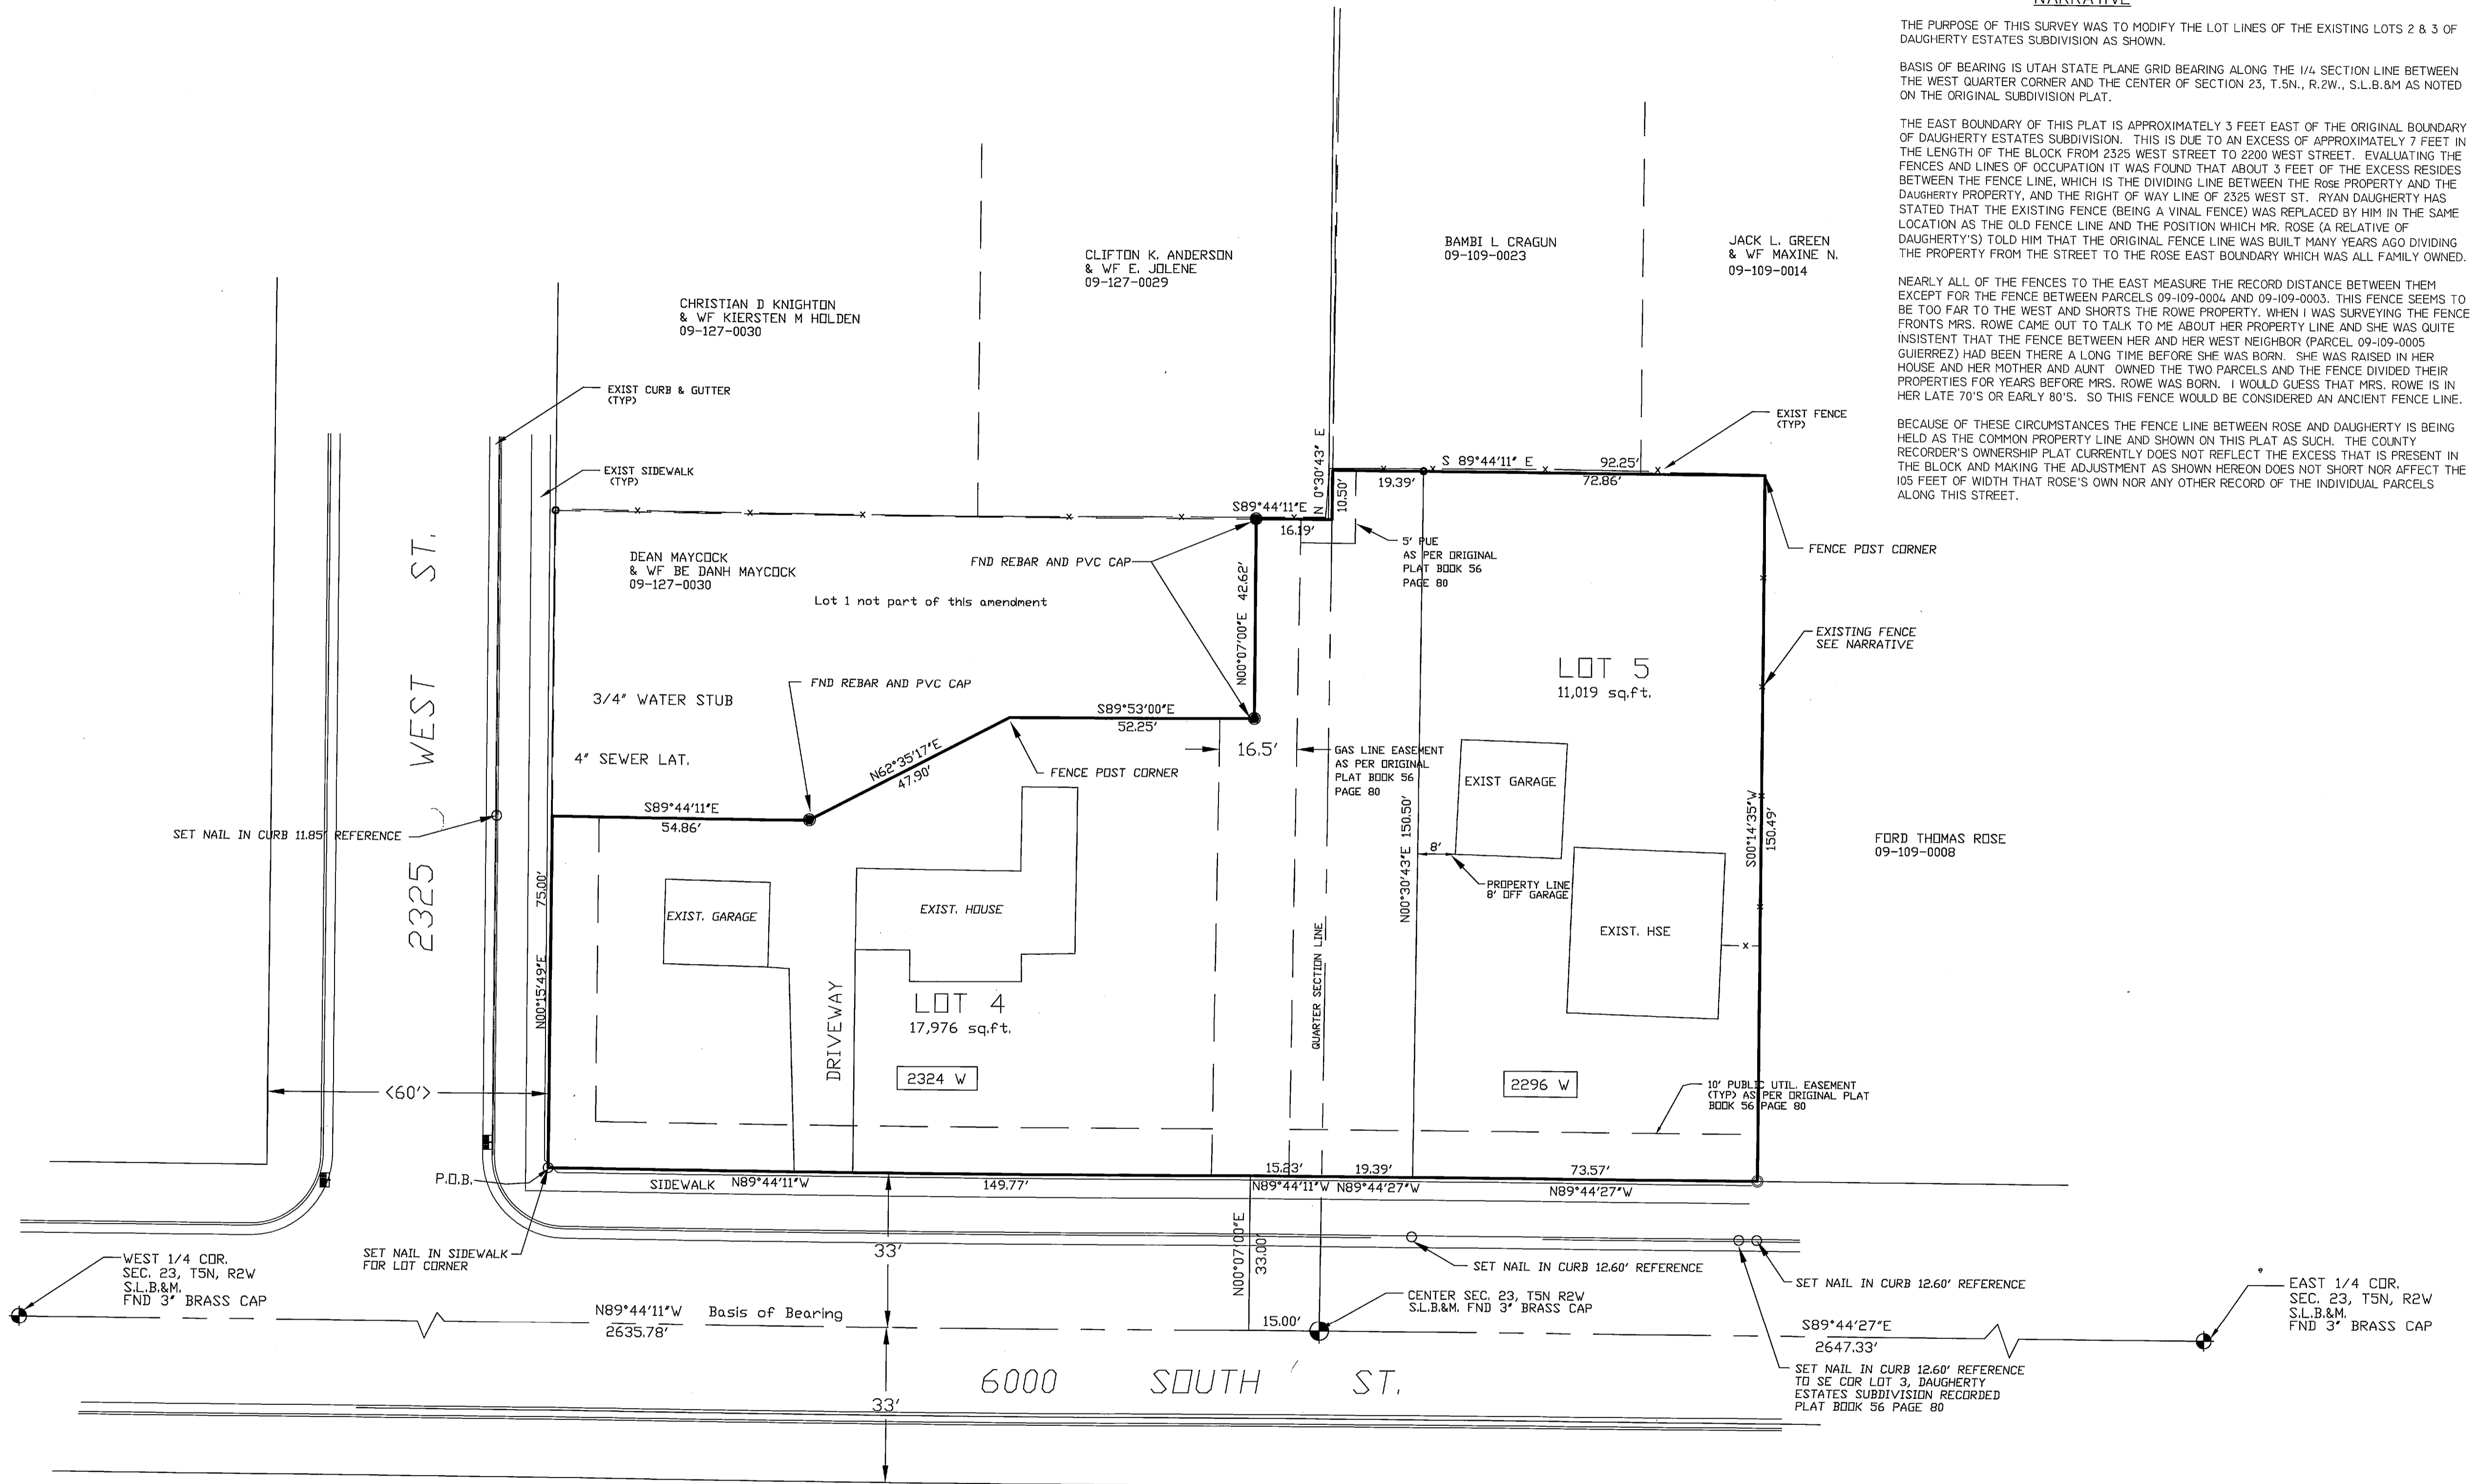 NARRATIVE
THE PURPOSE OF THIS SURVEY WAS TO MODIFY THE LOT LINES OF THE EXISTING LOTS 2 & 3 OF
DAUGHERTY ESTATES SUBDIVISION AS SHOWN.
BASIS OF BEARING IS UTAH STATE PLANE GRID BEARING ALONG THE 1/4 SECTION LINE BETWEEN
THE WEST QUARTER CORNER AND THE CENTER OF SECTION 23, T.5N., R.2W., S.L.B.&M AS NOTED
ON THE ORIGINAL SUBDIVISION PLAT.
THE EAST BOUNDARY OF THIS PLAT IS APPROXIMATELY 3 FEET EAST OF THE ORIGINAL BOUNDARY
OF DAUGHERTY ESTATES SUBDIVISION. THIS IS DUE TO AN EXCESS OF APPROXIMATELY 7 FEET IN
THE LENGTH OF THE BLOCK FROM 2325 WEST STREET TO 2200 WEST STREET. EVALUATING THE
FENCES AND LINES OF OCCUPATION IT WAS FOUND THAT ABOUT 3 FEET OF THE EXCESS RESIDES
BETWEEN THE FENCE LINE, WHICH IS THE DIVIDING LINE BETWEEN THE ROSE PROPERTY AND THE
DAUGHERTY PROPERTY, AND THE RIGHT OF WAY LINE OF 2325 WEST ST. RYAN DAUGHERTY HAS
STATED THAT THE EXISTING FENCE (BEING A VINAL FENCE) WAS REPLACED BY HIM IN THE SAME
LOCATION AS THE OLD FENCE LINE AND THE POSITION WHICH MR. ROSE (A RELATIVE OF
DAUGHERTY'S) TOLD HIM THAT THE ORIGINAL FENCE LINE WAS BUILT MANY YEARS AGO DIVIDING
THE PROPERTY FROM THE STREET TO THE ROSE EAST BOUNDARY WHICH WAS ALL FAMILY OWNED.
NEARLY ALL OF THE FENCES TO THE EAST MEASURE THE RECORD DISTANCE BETWEEN THEM
EXCEPT FOR THE FENCE BETWEEN PARCELS 09-109-0004 AND 09-109-0003. THIS FENCE SEEMS TO
BE TOO FAR TO THE WEST AND SHORTS THE ROWE PROPERTY. WHEN I WAS SURVEYING THE FENCE
FRONTS MRS. ROWE CAME OUT TO TALK TO ME ABOUT HER PROPERTY LINE AND SHE WAS QUITE
INSISTENT THAT THE FENCE BETWEEN HER AND HER WEST NEIGHBOR (PARCEL 09-109-0005
GUIERREZ) HAD BEEN THERE A LONG TIME BEFORE SHE WAS BORN. SHE WAS RAISED IN HER
HOUSE AND HER MOTHER AND AUNT OWNED THE TWO PARCELS AND THE FENCE DIVIDED THEIR
PROPERTIES FOR YEARS BEFORE MRS. ROWE WAS BORN. I WOULD GUESS THAT MRS. ROWE IS IN
HER LATE 70'S OR EARLY 80'S. SO THIS FENCE WOULD BE CONSIDERED AN ANCIENT FENCE LINE.
BECAUSE OF THESE CIRCUMSTANCES THE FENCE LINE BETWEEN ROSE AND DAUGHERTY IS BEING
HELD AS THE COMMON PROPERTY LINE AND SHOWN ON THIS PLAT AS SUCH. THE COUNTY
RECORDER'S OWNERSHIP PLAT CURRENTLY DOES NOT REFLECT THE EXCESS THAT IS PRESENT IN
THE BLOCK AND MAKING THE ADJUSTMENT AS SHOWN HEREON DOES NOT SHORT NOR AFFECT THE
105 FEET OF WIDTH THAT ROSE'S OWN NOR ANY OTHER RECORD OF THE INDIVIDUAL PARCELS
ALONG THIS STREET.
CLIFTON K. ANDERSON
& WF E. JOLENE
09-127-0029
BAMBI L CRAGUN
09-109-0023
JACK L. GREEN
& WF MAXINE N.
09-109-0014
CHRISTIAN D KNIGHTON
& WF KIERSTEN M HOLDEN
09-127-0030
EXIST CURB & GUTTER
(TYP)
EXIST SIDEWALK
(TYP)
EXIST FENCE
(TYP)
N 0°30'43" E
10.50'
S 89°44'11" E
92.25'
19.39'
72.86'
S89°44'11"E
16.19'
FENCE POST CORNER
5' PUE
AS PER ORIGINAL
PLAT BOOK 56
PAGE 80
DEAN MAYCOCK
& WF BE DANH MAYCOCK
09-127-0030
FND REBAR AND PVC CAP
Lot 1 not part of this amendment
N00°07'00"E 42.62'
EXISTING FENCE
SEE NARRATIVE
LOT 5
11,019 sq.ft.
FND REBAR AND PVC CAP
3/4" WATER STUB
4" SEWER LAT.
S89°53'00"E
52.25'
N62°35'17"E
47.90'
16.5'
GAS LINE EASEMENT
AS PER ORIGINAL
PLAT BOOK 56
PAGE 80
FENCE POST CORNER
EXIST GARAGE
S89°44'11"E
54.86'
SET NAIL IN CURB 11.85' REFERENCE
2325 WEST ST.
N00°15'49"E 75.00'
N00°30'43"E 150.50'
8'
PROPERTY LINE
8' OFF GARAGE
S00°14'35"W
150.49'
FORD THOMAS ROSE
09-109-0008
EXIST. GARAGE
EXIST. HOUSE
EXIST. HSE
QUARTER SECTION LINE
DRIVEWAY
LOT 4
17,976 sq.ft.
2324 W
2296 W
10' PUBLIC UTIL. EASEMENT
(TYP) AS PER ORIGINAL PLAT
BOOK 56 PAGE 80
<60'>
P.O.B.
SIDEWALK
N89°44'11"W
149.77'
15.23'
N89°44'11"W
19.39'
N89°44'27"W
73.57'
N89°44'27"W
SET NAIL IN SIDEWALK
FOR LOT CORNER
33'
N00°07'00"E
33.00'
SET NAIL IN CURB 12.60' REFERENCE
SET NAIL IN CURB 12.60' REFERENCE
WEST 1/4 COR.
SEC. 23, T5N, R2W
S.L.B.&M.
FND 3" BRASS CAP
CENTER SEC. 23, T5N R2W
S.L.B.&M. FND 3" BRASS CAP
EAST 1/4 COR.
SEC. 23, T5N, R2W
S.L.B.&M.
FND 3" BRASS CAP
N89°44'11"W Basis of Bearing
2635.78'
15.00'
S89°44'27"E
2647.33'
6000 SOUTH ST.
33'
SET NAIL IN CURB 12.60' REFERENCE
TO SE COR LOT 3, DAUGHERTY
ESTATES SUBDIVISION RECORDED
PLAT BOOK 56 PAGE 80